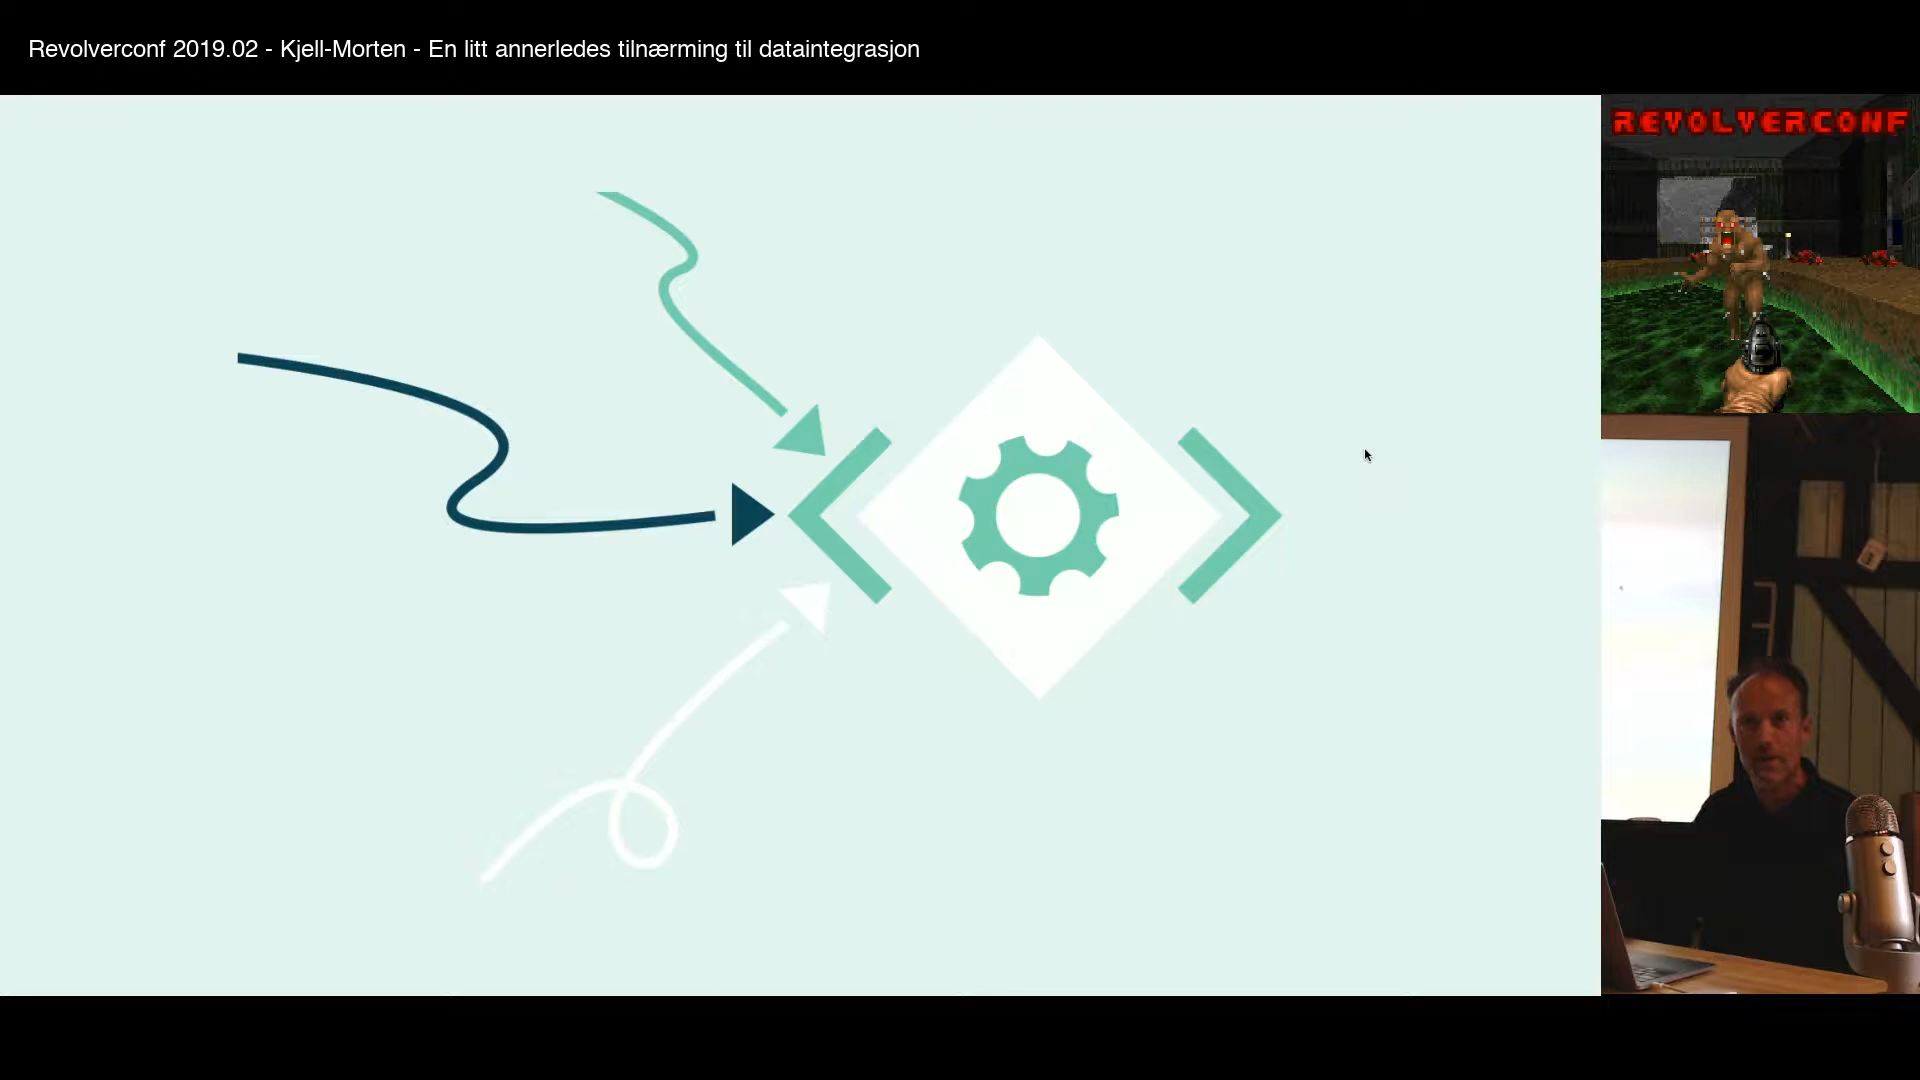 Revolverconf 2019.02 - Kjell-Morten - En litt annerledes tilnærming til dataintegrasjon
REVOLVERCONF